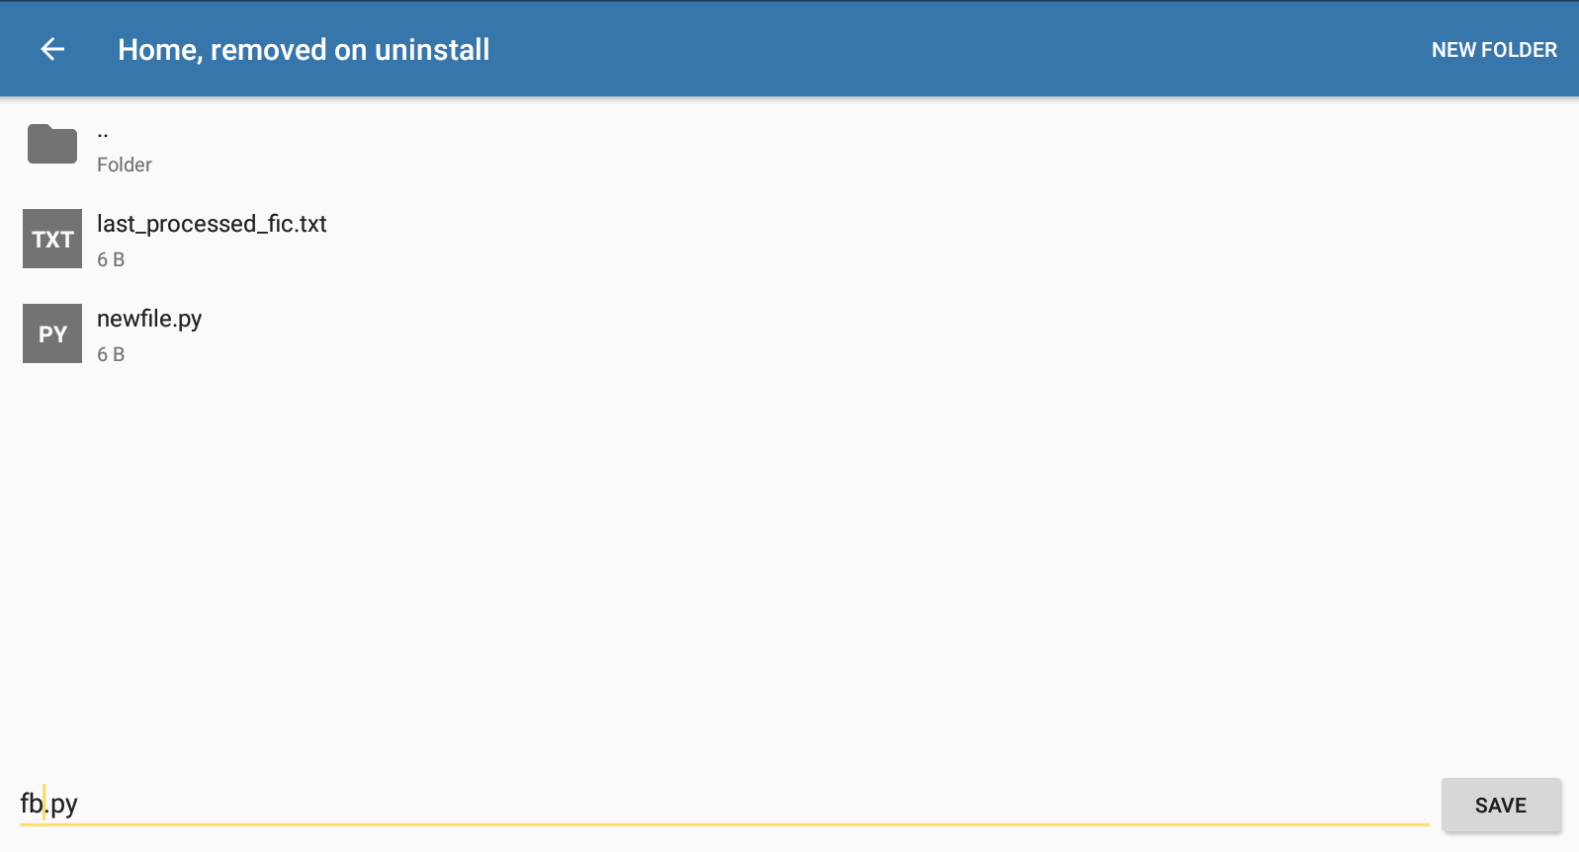 Home, removed on uninstall
NEW FOLDER
..
Folder
TXT
last_processed_fic.txt
6 B
PY
newfile.py
6 B
fb.py
SAVE